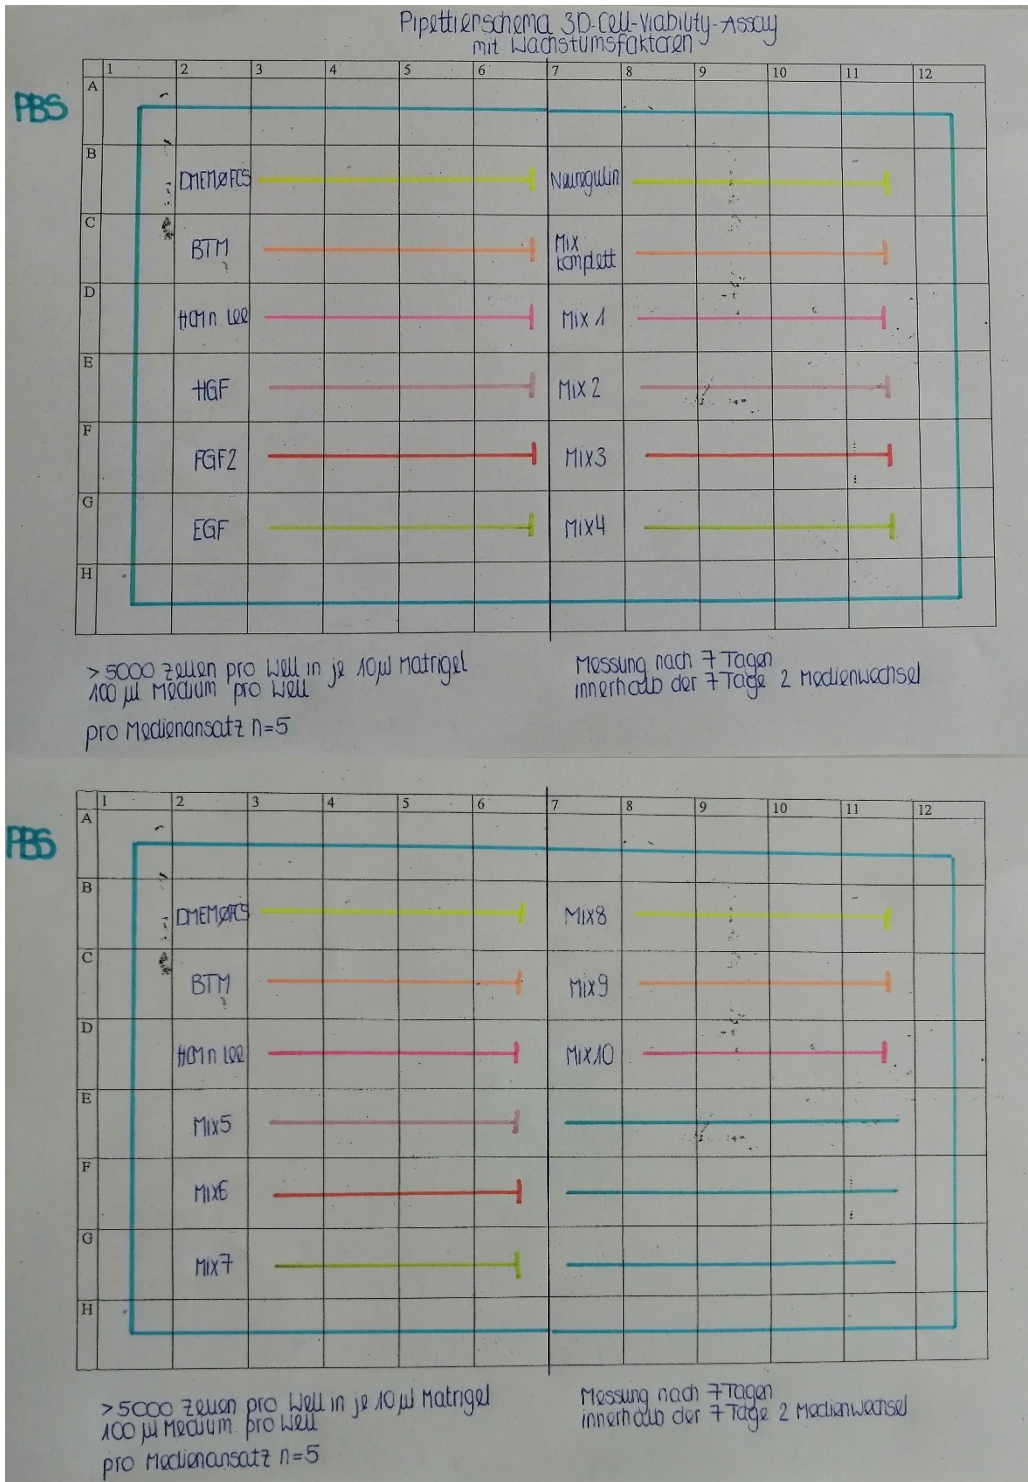 Pipettierschema 3D-Cell-Viability-Assay
mit Wachstumsfaktoren
1 2 3 4 5 6 7 8 9 10 11 12
A
PBS
B DMEMØFCS Neuregulin
C BTM Mix
komplett
D HCM n. Lee Mix 1
E HGF Mix 2
F FGF2 Mix3
G EGF Mix4
H
>5000 Zellen pro Well in je 10µl Matrigel
100 µl Medium pro Well
pro Medienansatz n=5
Messung nach 7 Tagen
innerhalb der 7 Tage 2 Medienwechsel
1 2 3 4 5 6 7 8 9 10 11 12
A
PBS
B DMEMØFCS Mix8
C BTM Mix9
D HCM n. Lee Mix10
E Mix5
F Mix6
G Mix7
H
>5000 Zellen pro Well in je 10 µl Matrigel
100 µl Medium pro Well
pro Medienansatz n=5
Messung nach 7 Tagen
innerhalb der 7 Tage 2 Medienwechsel